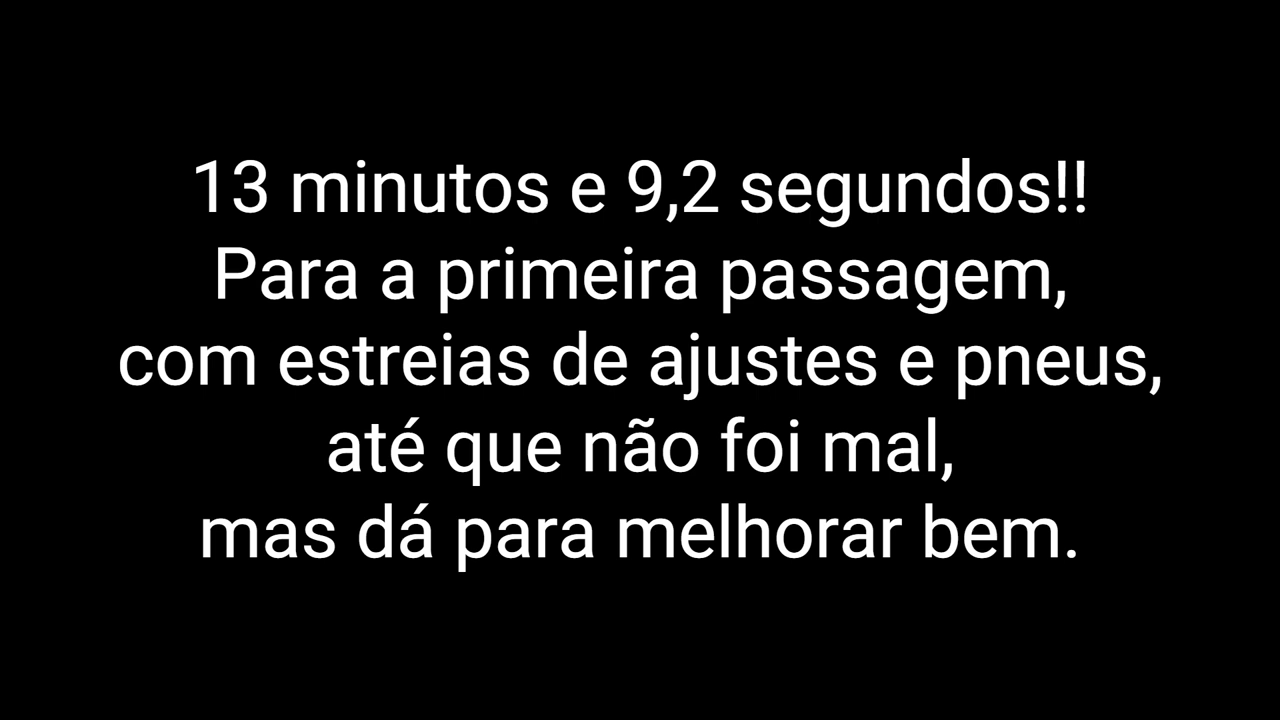 13 minutos e 9,2 segundos!!
Para a primeira passagem,
com estreias de ajustes e pneus,
até que não foi mal,
mas dá para melhorar bem.